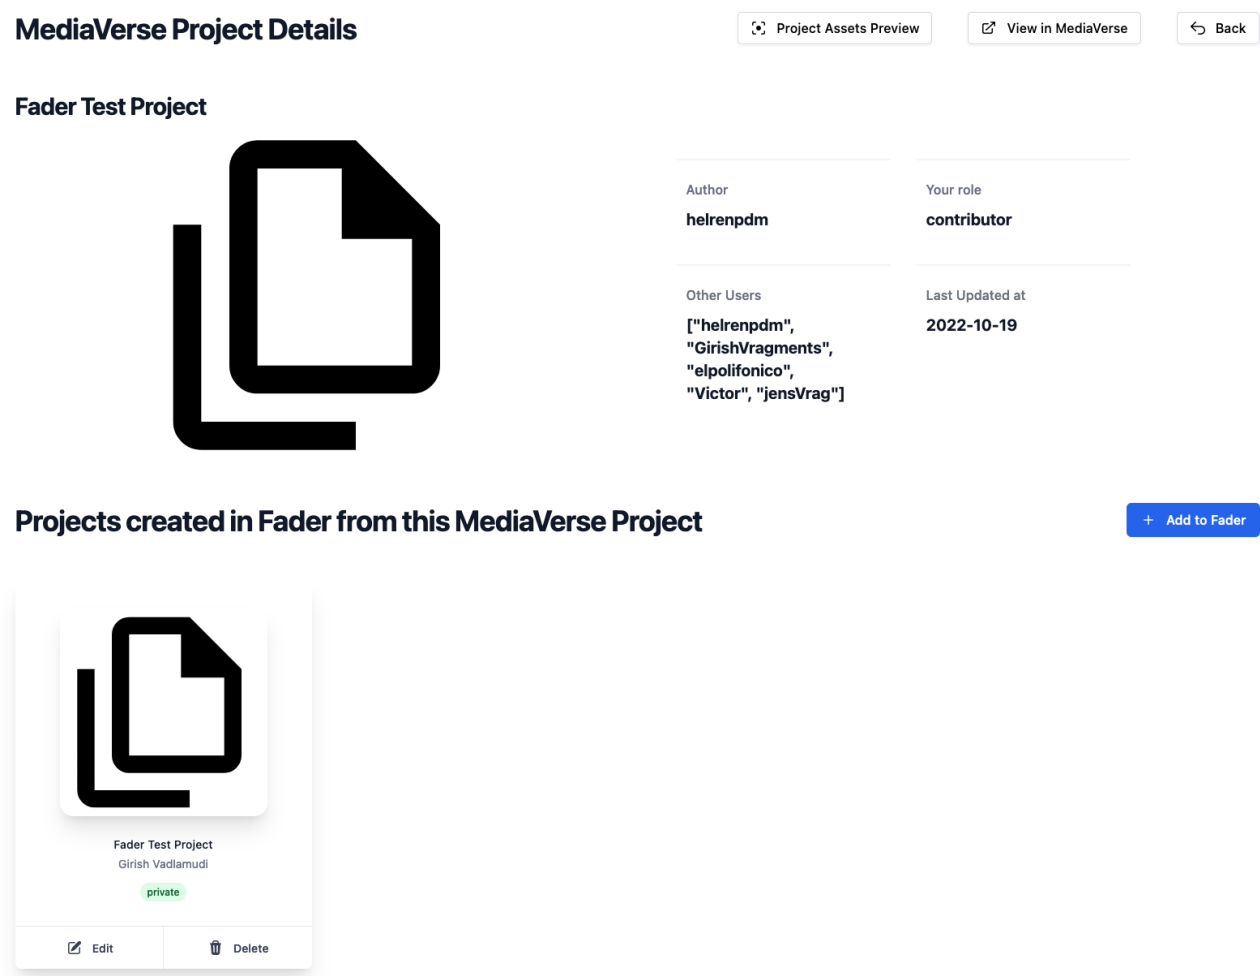 MediaVerse Project Details
Project Assets Preview
View in MediaVerse
Back
Fader Test Project
Author
helrenpdm
Your role
contributor
Other Users
["helrenpdm",
"GirishVragments",
"elpolifonico",
"Victor", "jensVrag"]
Last Updated at
2022-10-19
Projects created in Fader from this MediaVerse Project
+ Add to Fader
Fader Test Project
Girish Vadlamudi
private
Edit
Delete